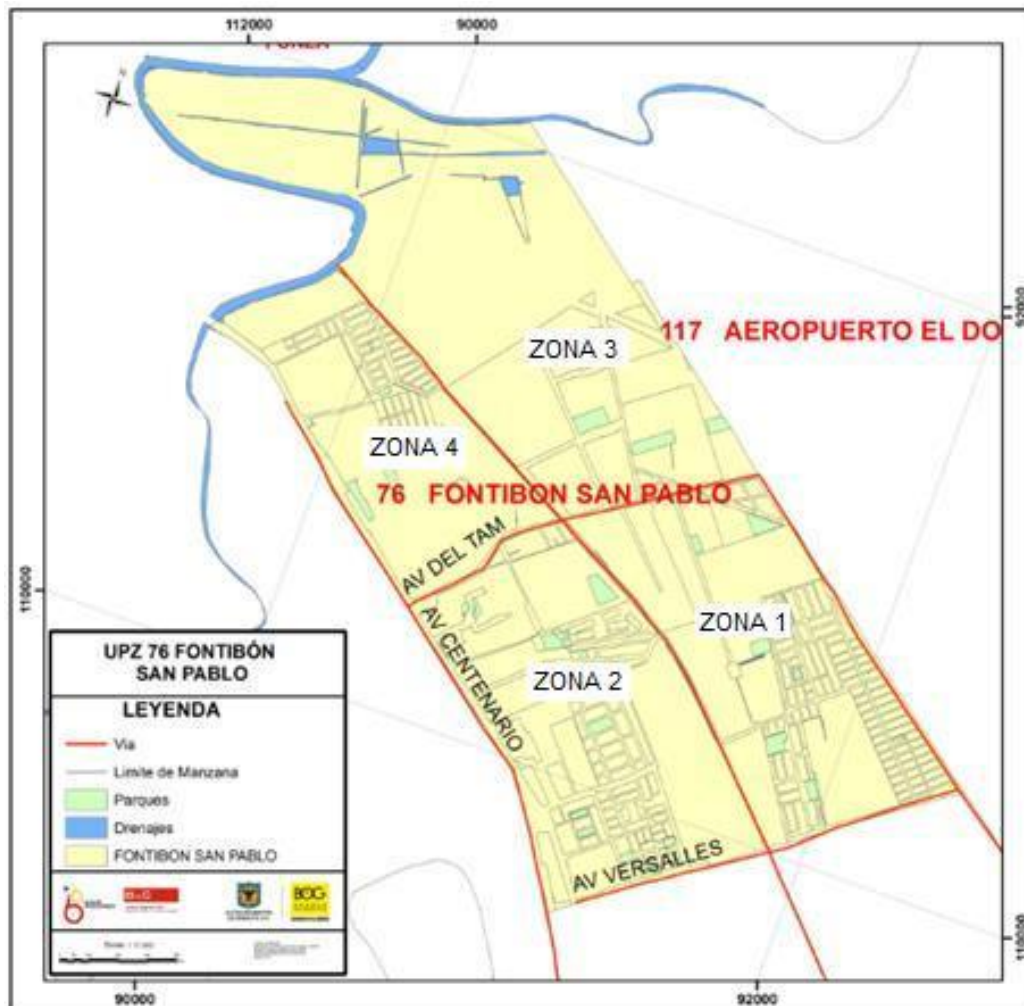 112000
90000
FUNZA
92000
117 AEROPUERTO EL DO
ZONA 3
ZONA 4
76 FONTIBON SAN PABLO
AV DEL TAM
110000
AV CENTENARIO
ZONA 1
ZONA 2
UPZ 76 FONTIBÓN
SAN PABLO
LEYENDA
Via
Limite de Manzana
Parques
Drenajes
FONTIBON SAN PABLO
BOG
AV VERSALLES
110000
90000
92000